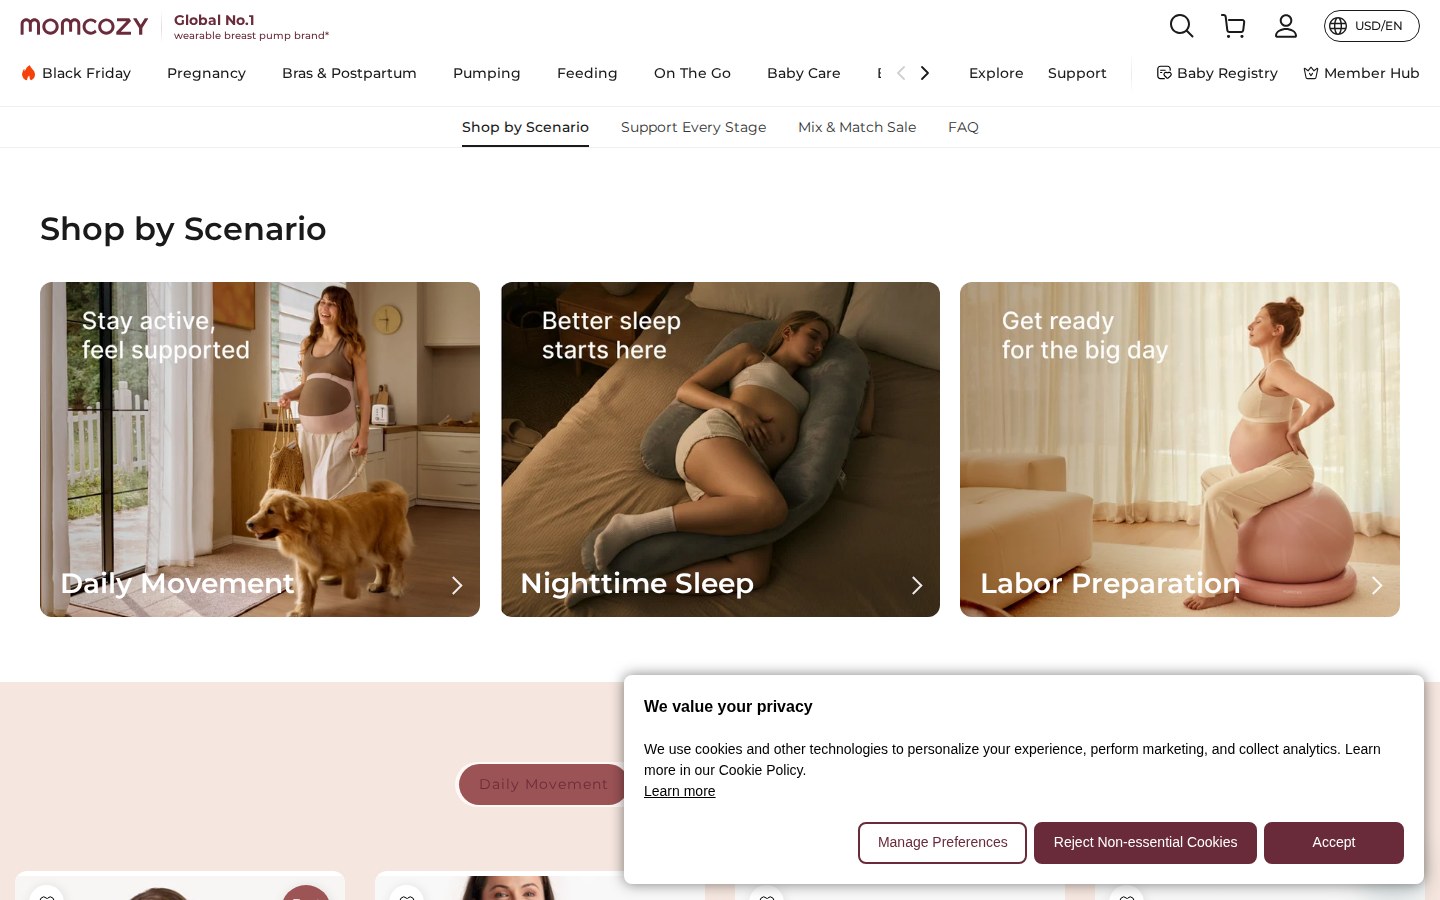 momcozy
Global No.1
wearable breast pump brand*
USD/EN
Black Friday
Pregnancy
Bras & Postpartum
Pumping
Feeding
On The Go
Baby Care
Explore
Support
Baby Registry
Member Hub
Shop by Scenario
Support Every Stage
Mix & Match Sale
FAQ
Shop by Scenario
Stay active,
feel supported
Daily Movement
Better sleep
starts here
Nighttime Sleep
Get ready
for the big day
Labor Preparation
Daily Movement
We value your privacy
We use cookies and other technologies to personalize your experience, perform marketing, and collect analytics. Learn
more in our Cookie Policy.
Learn more
Manage Preferences
Reject Non-essential Cookies
Accept